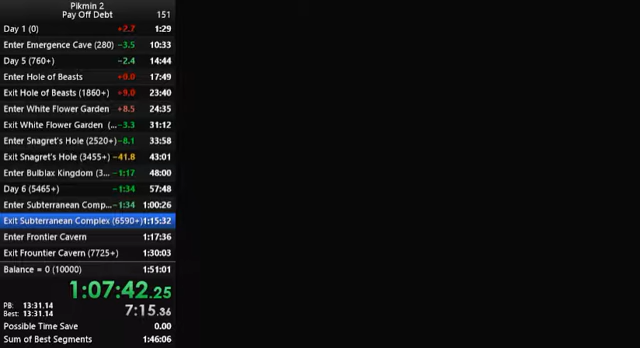 Pikmin 2
Pay Off Debt 151
Day 1 (0) +2.7 1:29
Enter Emergence Cave (280) -3.5 10:33
Day 5 (760+) -2.4 14:44
Enter Hole of Beasts +0.0 17:49
Exit Hole of Beasts (1860+) +9.0 23:40
Enter White Flower Garden +8.5 24:35
Exit White Flower Garden (... -3.3 31:12
Enter Snagret's Hole (2520+) -8.1 33:58
Exit Snagret's Hole (3455+) -41.8 43:01
Enter Bulblax Kingdom (3... -1:17 48:00
Day 6 (5465+) -1:34 57:48
Enter Subterranean Comp... -1:34 1:00:26
Exit Subterranean Complex (6590+) 1:15:32
Enter Frontier Cavern 1:17:36
Exit Frountier Cavern (7725+) 1:30:03
Balance = 0 (10000) 1:51:01
1:07:42.25
PB: 13:31.14
Best: 13:31.14 7:15.36
Possible Time Save 0.00
Sum of Best Segments 1:46:06